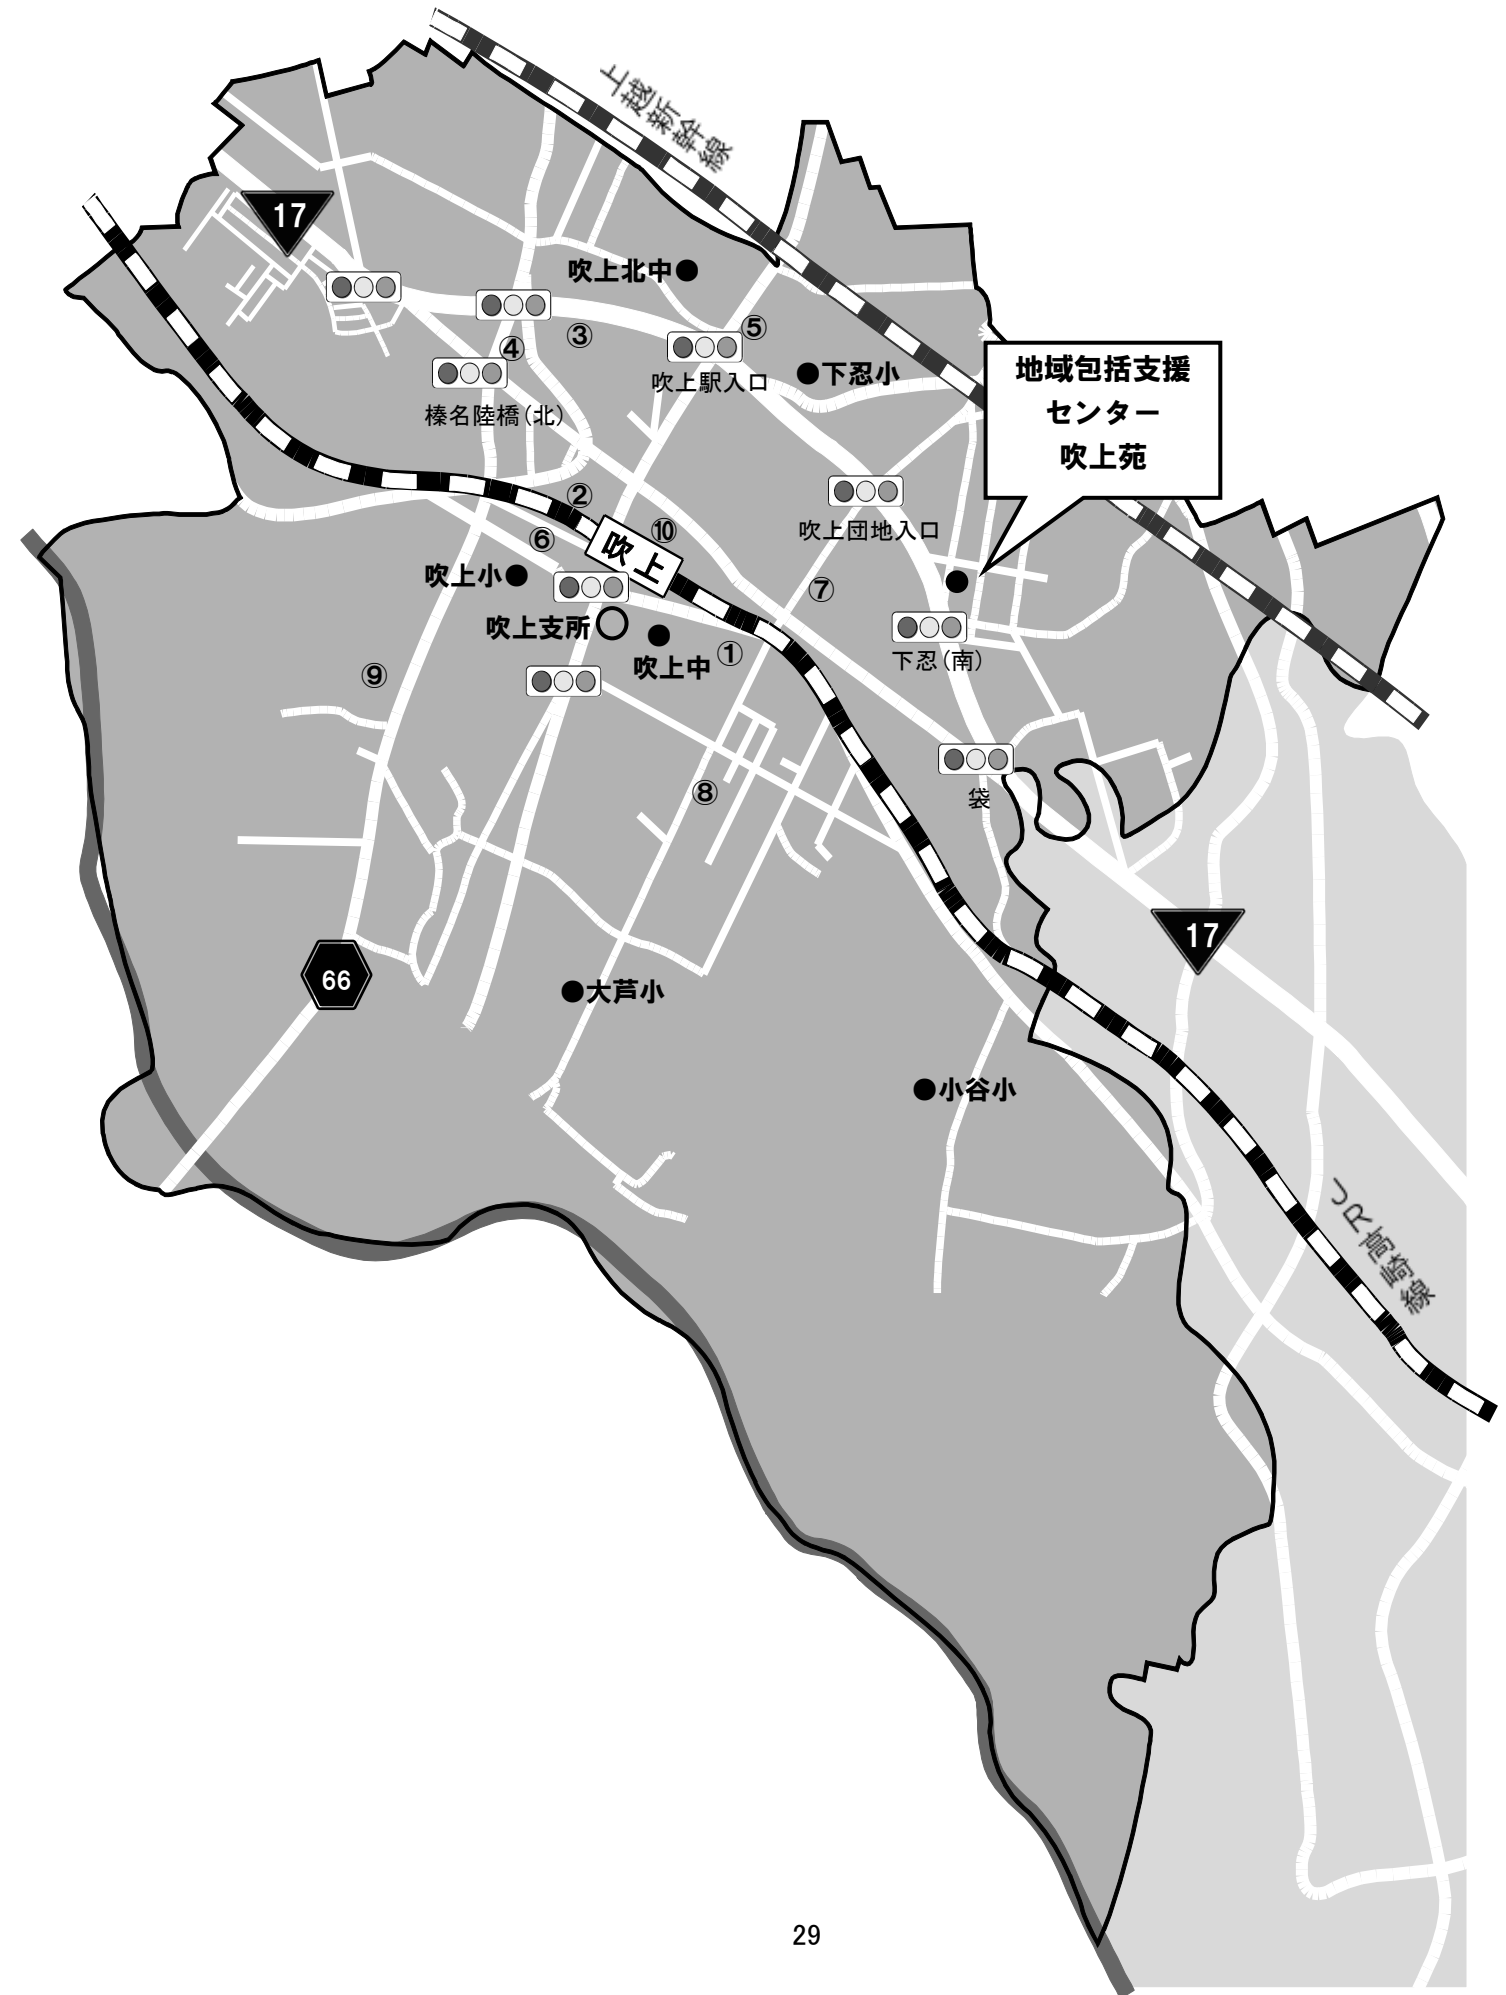 上越新幹線
17
吹上北中
⑤
③
④
吹上駅入口
下忍小
地域包括支援
センター
吹上苑
榛名陸橋(北)
②
⑩
吹上団地入口
⑥
吹上
吹上小
⑦
吹上支所
吹上中
①
下忍(南)
⑨
袋
⑧
17
66
大芦小
小谷小
JR高崎線
29